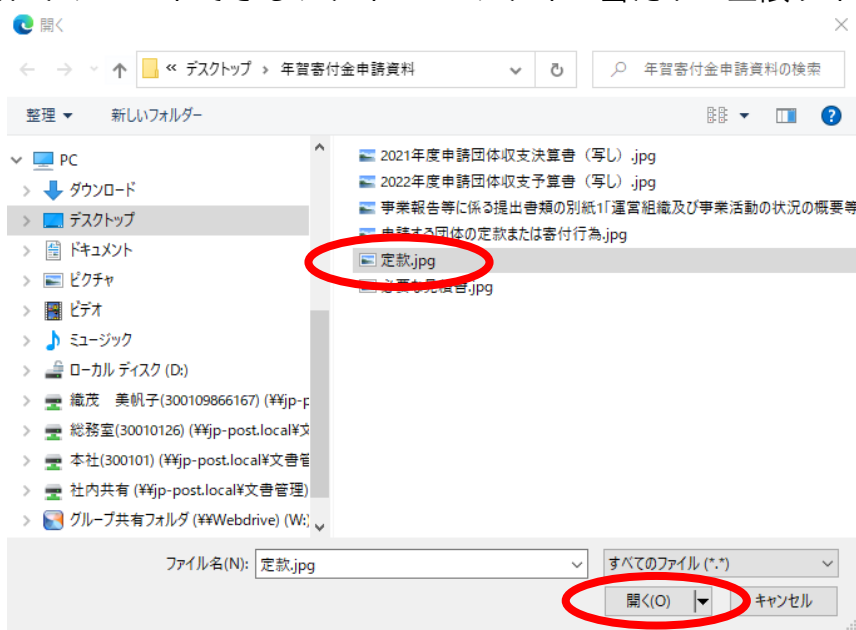 開く
« デスクトップ › 年賀寄付金申請資料
年賀寄付金申請資料の検索
整理
新しいフォルダー
PC
ダウンロード
デスクトップ
ドキュメント
ピクチャ
ビデオ
ミュージック
ローカル ディスク (D:)
織茂 美帆子(300109866167) (¥¥jp-p
総務室(30010126) (¥¥jp-post.local¥文
本社(300101) (¥¥jp-post.local¥文書管
社内共有 (¥¥jp-post.local¥文書管理)
グループ共有フォルダ (¥¥Webdrive) (W:)
2021年度申請団体収支決算書（写し）.jpg
2022年度申請団体収支予算書（写し）.jpg
事業報告等に係る提出書類の別紙1「運営組織及び事業活動の状況の概要等
申請する団体の定款または寄付行為.jpg
定款.jpg
必要な見積書.jpg
ファイル名(N):
定款.jpg
すべてのファイル (*.*)
開く(O)
キャンセル